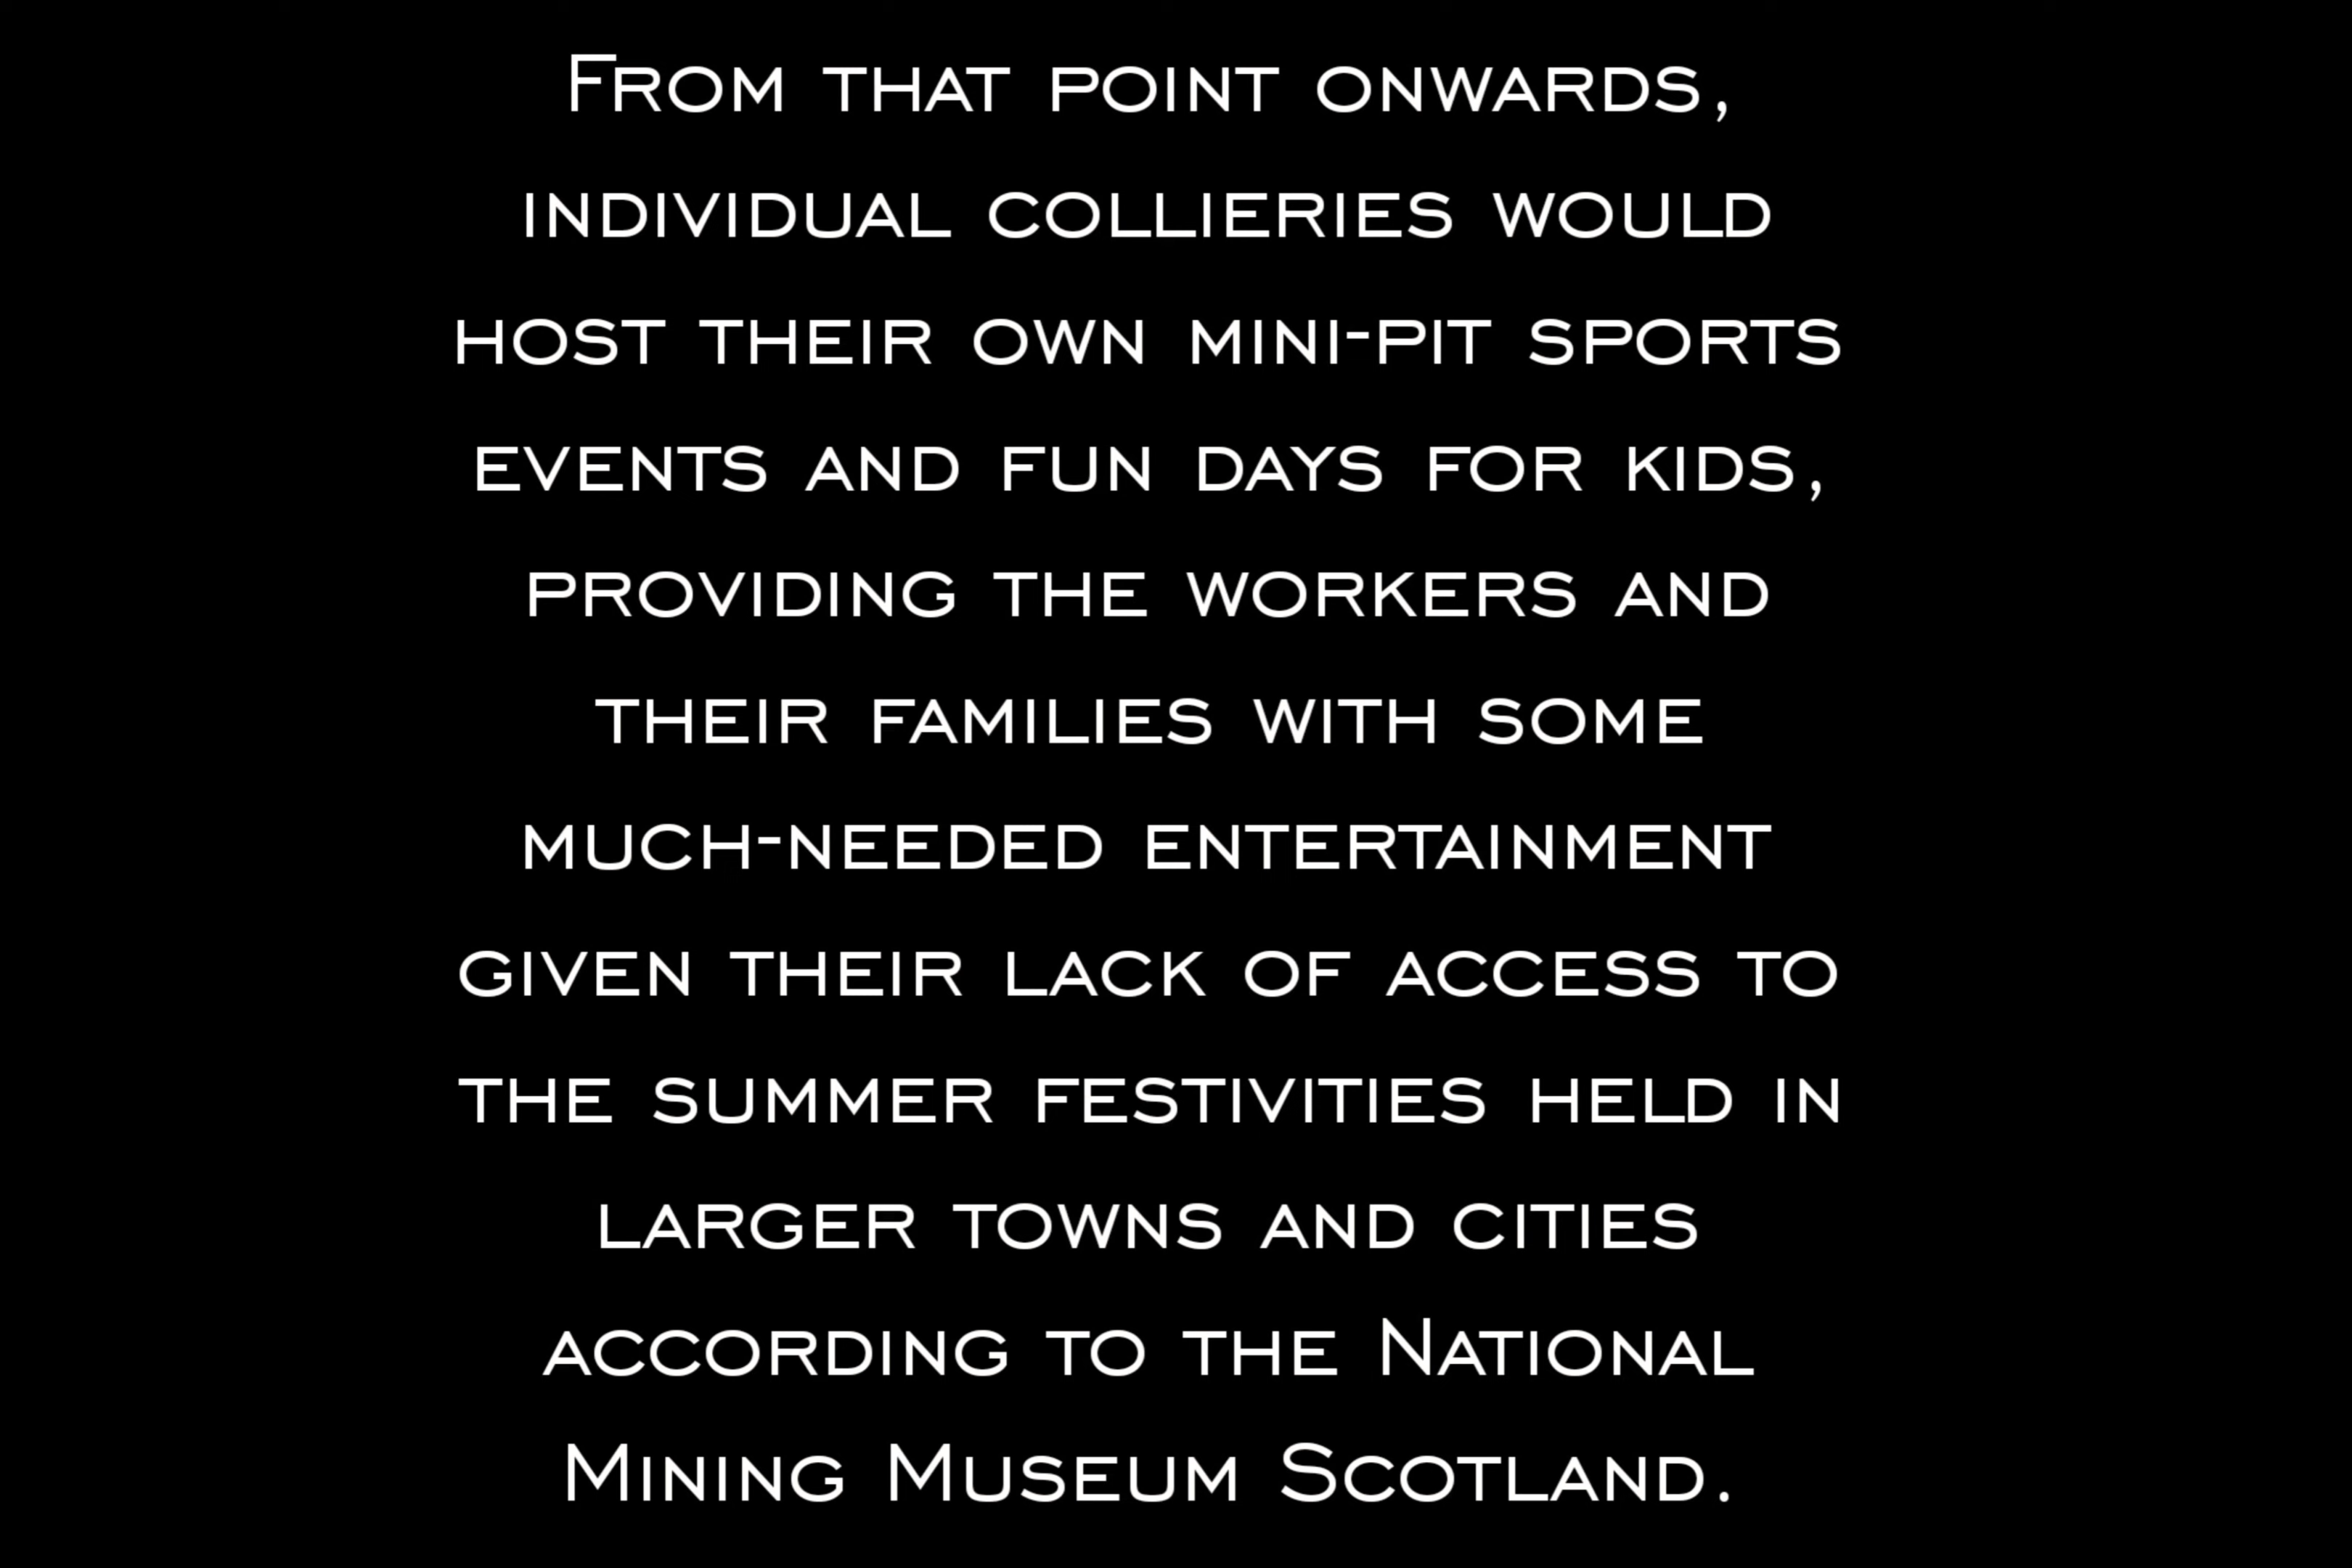 From that point onwards,
individual collieries would
host their own mini-pit sports
events and fun days for kids,
providing the workers and
their families with some
much-needed entertainment
given their lack of access to
the summer festivities held in
larger towns and cities
according to the National
Mining Museum Scotland.